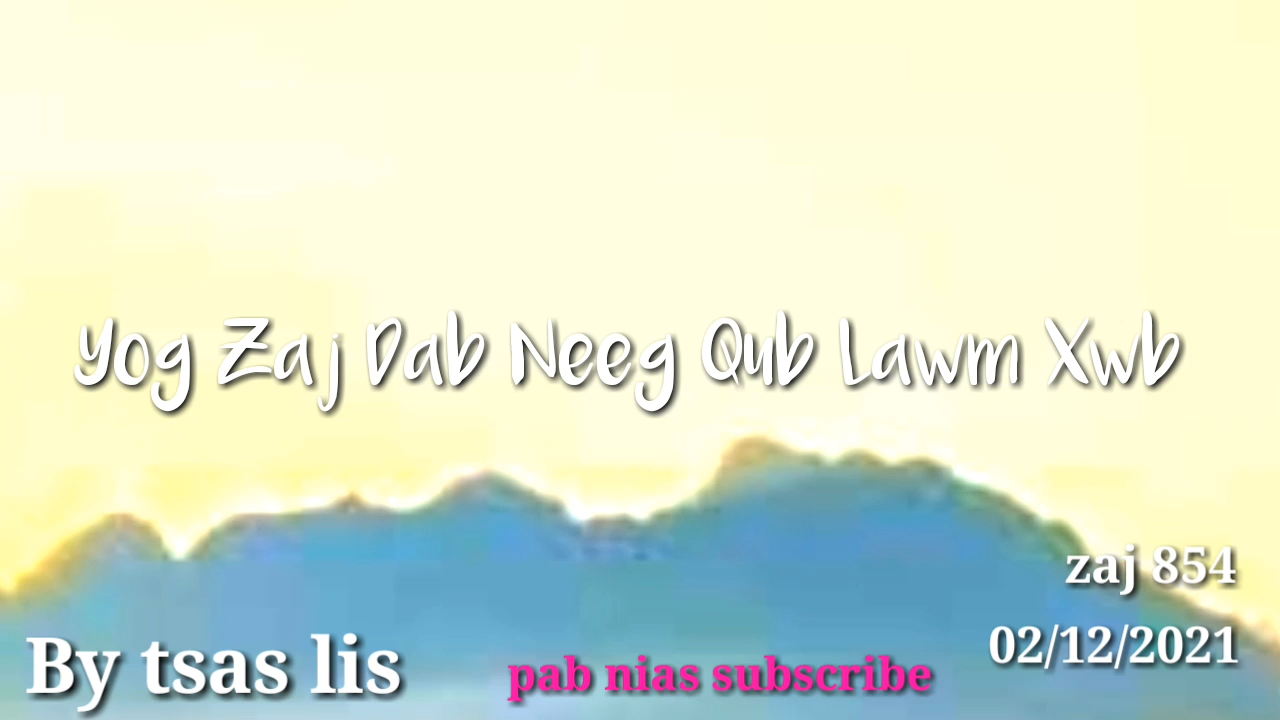 Yog Zaj Dab Neeg Qub Lawm Xwb
zaj 854
02/12/2021
By tsas lis
pab nias subscribe